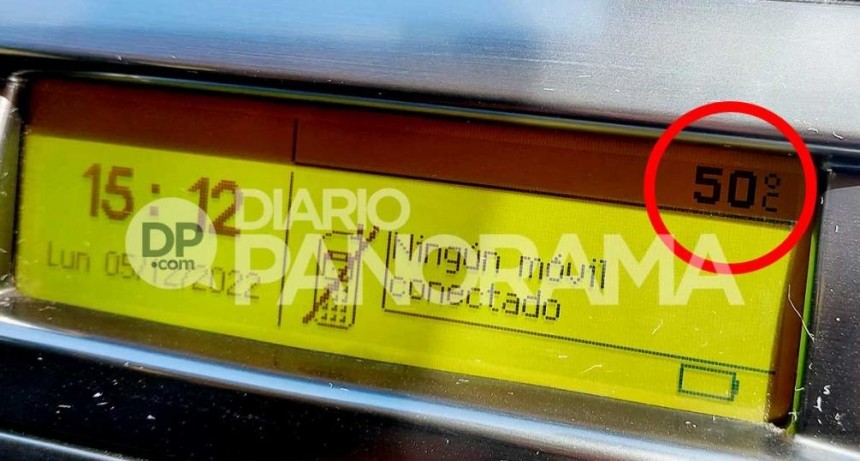 50°C
15:12
Lun 05/12/2022
Ningún móvil
conectado
DP
.com
DIARIO
PANORAMA